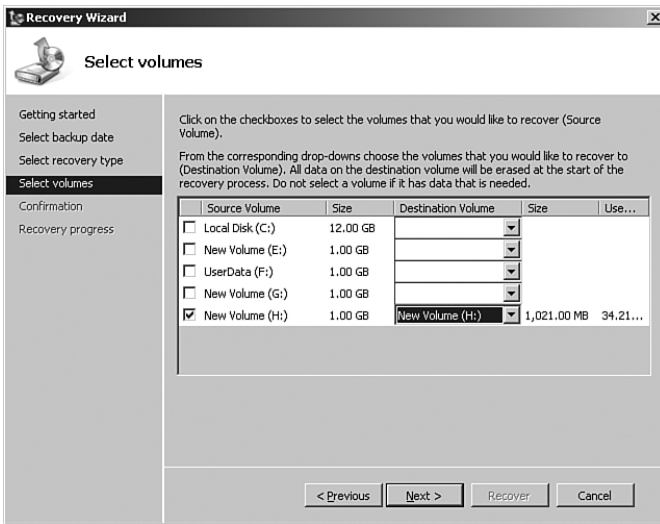 Recovery Wizard
Select volumes
Getting started
Select backup date
Select recovery type
Select volumes
Confirmation
Recovery progress
Click on the checkboxes to select the volumes that you would like to recover (Source
Volume).
From the corresponding drop-downs choose the volumes that you would like to recover to
(Destination Volume). All data on the destination volume will be erased at the start of the
recovery process. Do not select a volume if it has data that is needed.
Source Volume Size Destination Volume Size Use...
Local Disk (C:) 12.00 GB
New Volume (E:) 1.00 GB
UserData (F:) 1.00 GB
New Volume (G:) 1.00 GB
New Volume (H:) 1.00 GB New Volume (H:) 1,021.00 MB 34.21...
< Previous Next > Recover Cancel